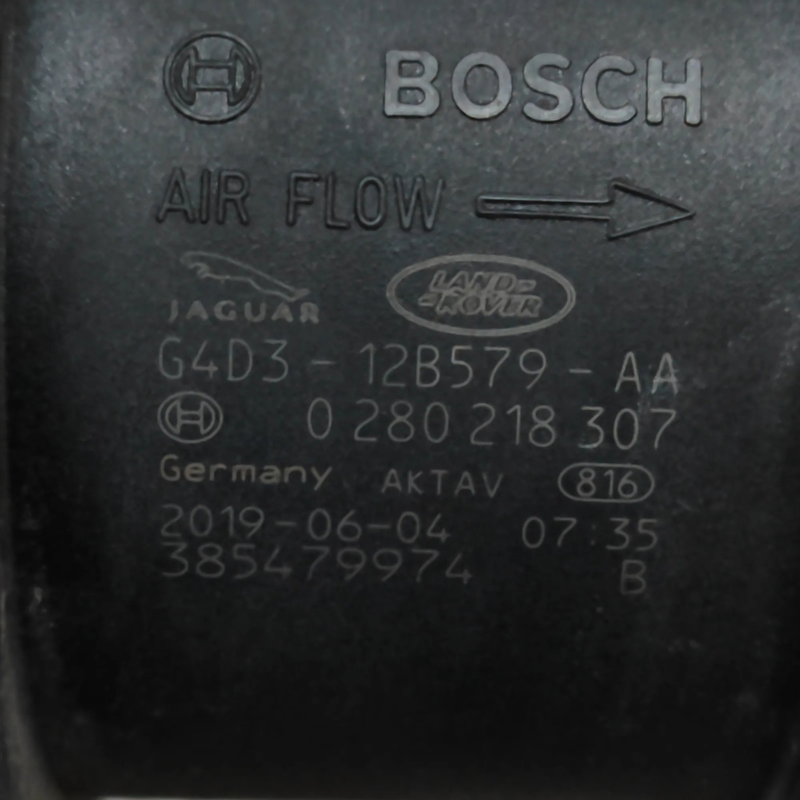 BOSCH
AIR FLOW
JAGUAR LAND-ROVER
G4D3-12B579-AA
0 280 218 307
Germany AKTAV 816
2019-06-04 07:35
385479974 B